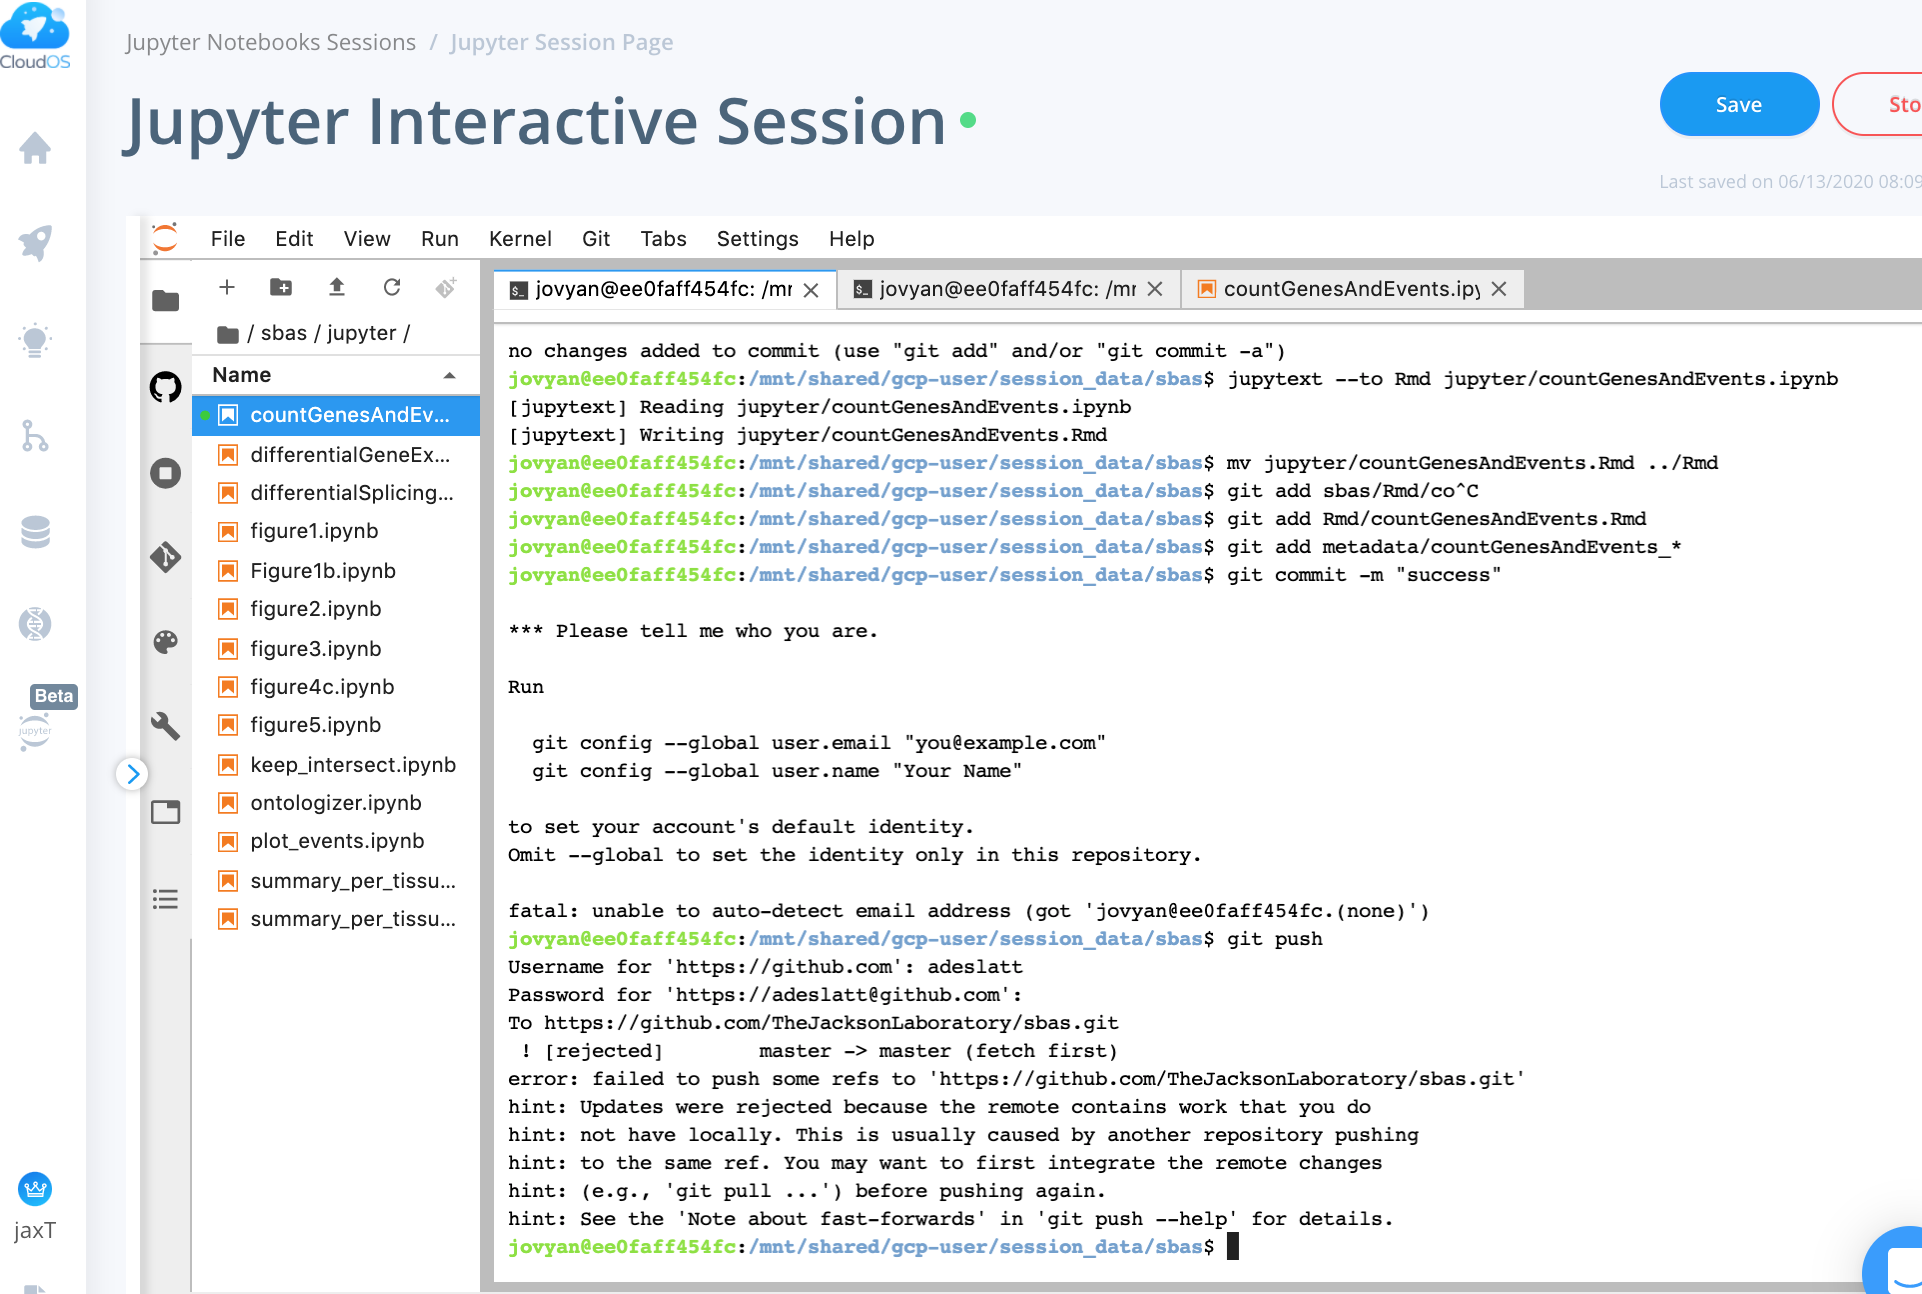 CloudOS
Jupyter Notebooks Sessions / Jupyter Session Page
Jupyter Interactive Session
Save
Sto
Last saved on 06/13/2020 08:09
File Edit View Run Kernel Git Tabs Settings Help
/ sbas / jupyter /
Name
countGenesAndEv...
differentialGeneEx...
differentialSplicing...
figure1.ipynb
Figure1b.ipynb
figure2.ipynb
figure3.ipynb
figure4c.ipynb
figure5.ipynb
keep_intersect.ipynb
ontologizer.ipynb
plot_events.ipynb
summary_per_tissu...
summary_per_tissu...
Beta
jupyter
jaxT
jovyan@ee0faff454fc: /mr
jovyan@ee0faff454fc: /mr
countGenesAndEvents.ipy
no changes added to commit (use "git add" and/or "git commit -a")
jovyan@ee0faff454fc:/mnt/shared/gcp-user/session_data/sbas$ jupytext --to Rmd jupyter/countGenesAndEvents.ipynb
[jupytext] Reading jupyter/countGenesAndEvents.ipynb
[jupytext] Writing jupyter/countGenesAndEvents.Rmd
jovyan@ee0faff454fc:/mnt/shared/gcp-user/session_data/sbas$ mv jupyter/countGenesAndEvents.Rmd ../Rmd
jovyan@ee0faff454fc:/mnt/shared/gcp-user/session_data/sbas$ git add sbas/Rmd/co^C
jovyan@ee0faff454fc:/mnt/shared/gcp-user/session_data/sbas$ git add Rmd/countGenesAndEvents.Rmd
jovyan@ee0faff454fc:/mnt/shared/gcp-user/session_data/sbas$ git add metadata/countGenesAndEvents_*
jovyan@ee0faff454fc:/mnt/shared/gcp-user/session_data/sbas$ git commit -m "success"
*** Please tell me who you are.
Run
git config --global user.email "you@example.com"
git config --global user.name "Your Name"
to set your account's default identity.
Omit --global to set the identity only in this repository.
fatal: unable to auto-detect email address (got 'jovyan@ee0faff454fc.(none)')
jovyan@ee0faff454fc:/mnt/shared/gcp-user/session_data/sbas$ git push
Username for 'https://github.com': adeslatt
Password for 'https://adeslatt@github.com':
To https://github.com/TheJacksonLaboratory/sbas.git
! [rejected]        master -> master (fetch first)
error: failed to push some refs to 'https://github.com/TheJacksonLaboratory/sbas.git'
hint: Updates were rejected because the remote contains work that you do
hint: not have locally. This is usually caused by another repository pushing
hint: to the same ref. You may want to first integrate the remote changes
hint: (e.g., 'git pull ...') before pushing again.
hint: See the 'Note about fast-forwards' in 'git push --help' for details.
jovyan@ee0faff454fc:/mnt/shared/gcp-user/session_data/sbas$